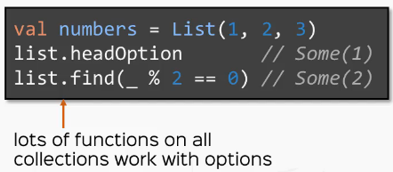 val numbers = List(1, 2, 3)
list.headOption // Some(1)
list.find(_ % 2 == 0) // Some(2)
lots of functions on all
collections work with options